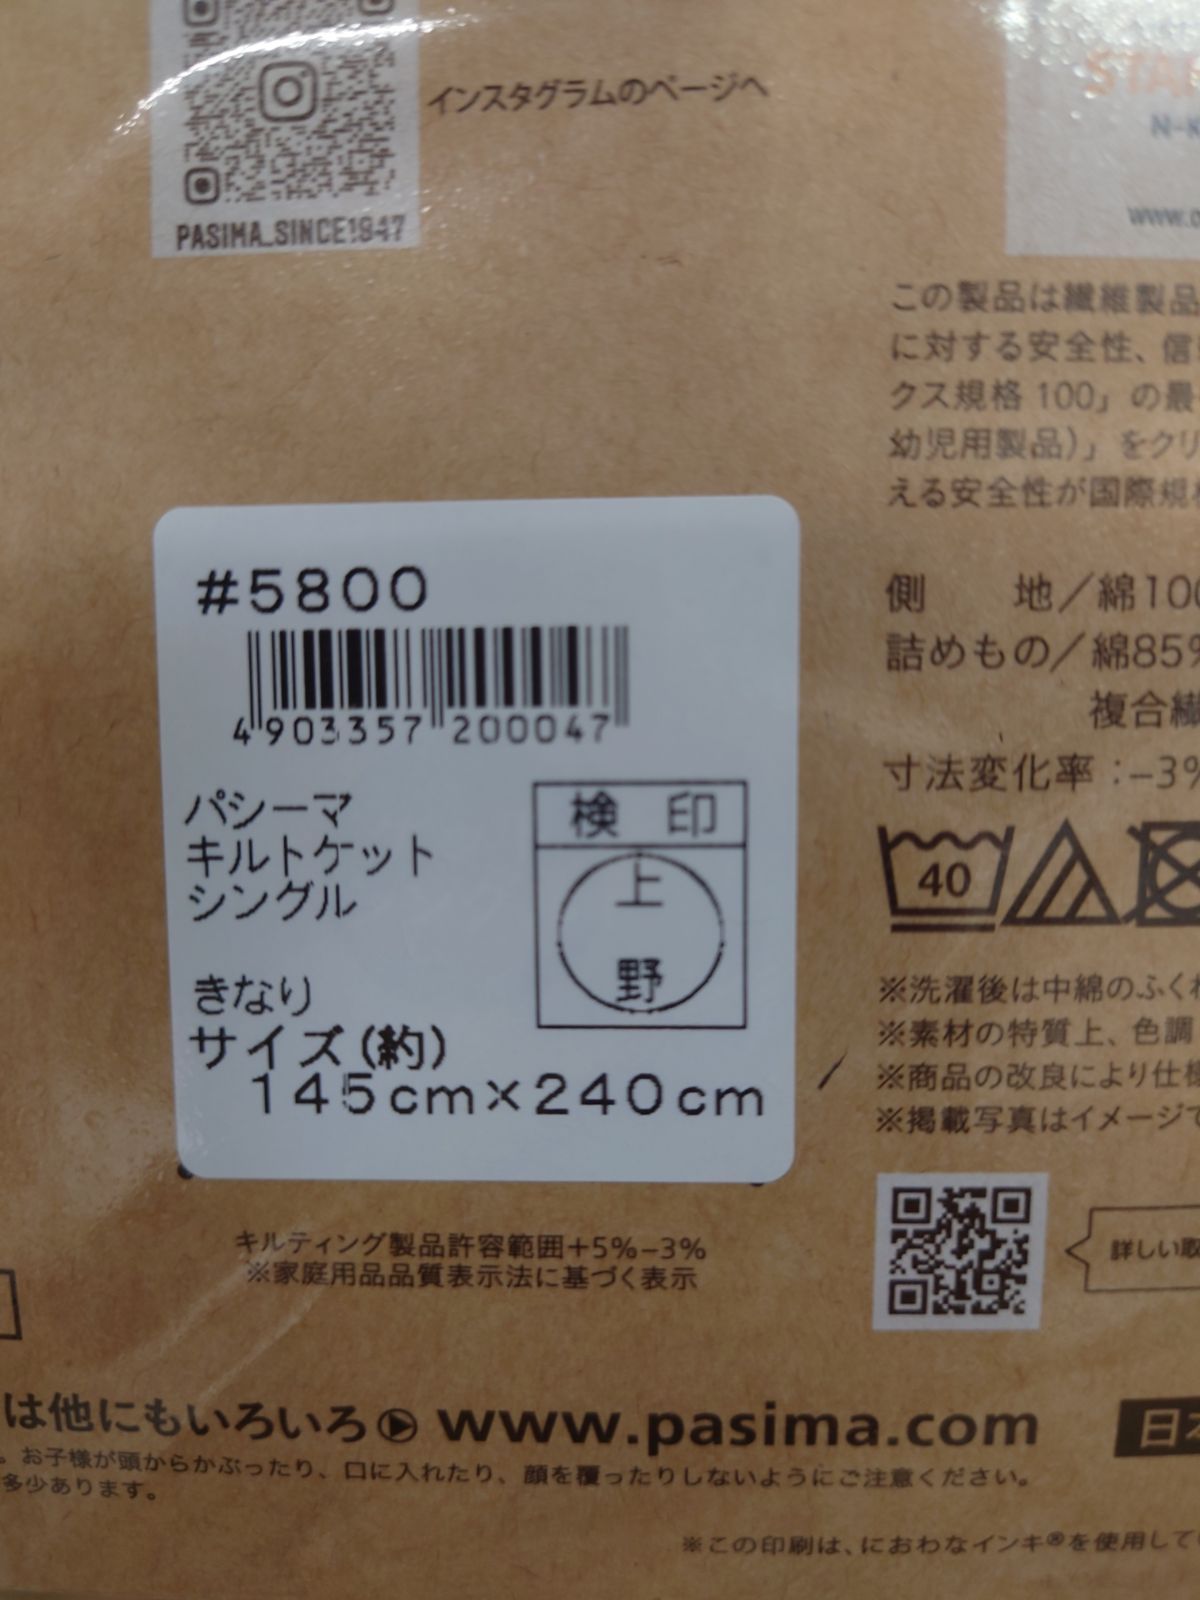 インスタグラムのページへ
PASIMA_SINCE1947
STA
N-K
www.
この製品は繊維製品
に対する安全性、信
クス規格 100」の最
幼児用製品)」をクリ
える安全性が国際規格
#5800
4903357200047
パシーマ
キルトケット
シングル
きなり
サイズ(約)
145cm×240cm
検 印
上
野
側 地／綿100
詰めもの／綿85%
複合繊
寸法変化率：-3%
40
※洗濯後は中綿のふくれ
※素材の特質上、色調
※商品の改良により仕様
※掲載写真はイメージで
詳しい取
キルティング製品許容範囲+5%-3%
※家庭用品品質表示法に基づく表示
は他にもいろいろ▶www.pasima.com
日本
。お子様が頭からかぶったり、口に入れたり、顔を覆ったりしないようにご注意ください。
多少あります。
※この印刷は、におわなインキ®を使用してい